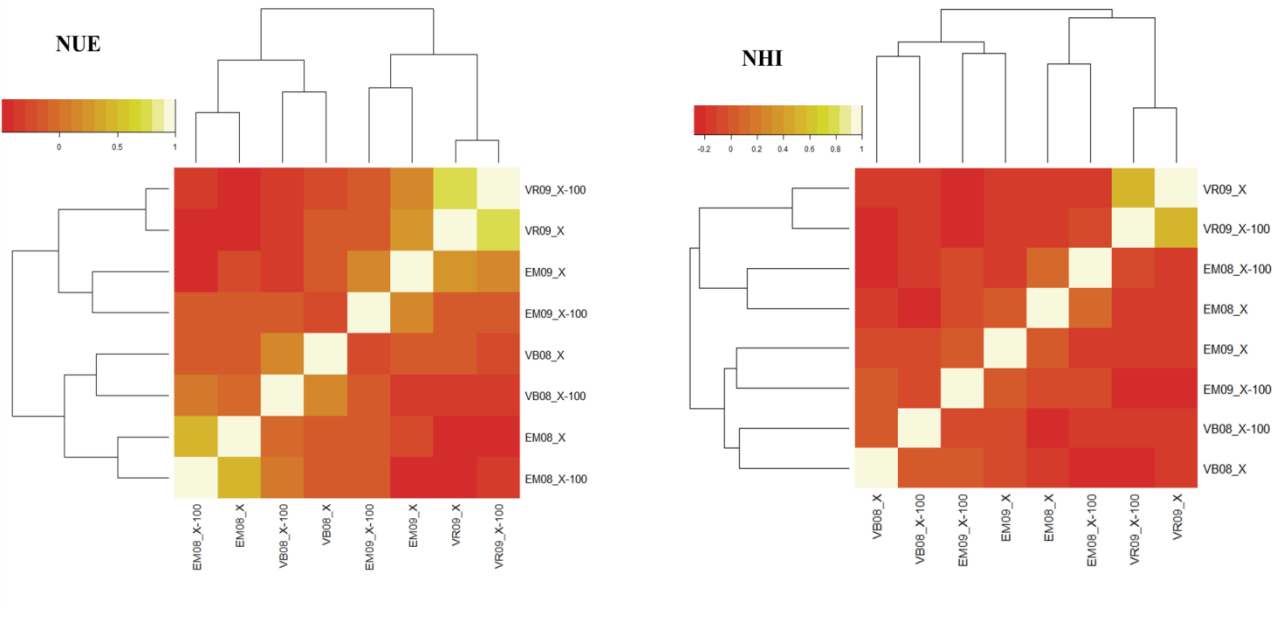 NUE
0 0.5 1
VR09_X-100
VR09_X
EM09_X
EM09_X-100
VB08_X
VB08_X-100
EM08_X
EM08_X-100
EM08_X-100 EM08_X VB08_X-100 VB08_X EM09_X-100 EM09_X VR09_X VR09_X-100
NHI
-0.2 0 0.2 0.4 0.6 0.8 1
VR09_X
VR09_X-100
EM08_X-100
EM08_X
EM09_X
EM09_X-100
VB08_X-100
VB08_X
VB08_X VB08_X-100 EM09_X-100 EM09_X EM08_X EM08_X-100 VR09_X-100 VR09_X